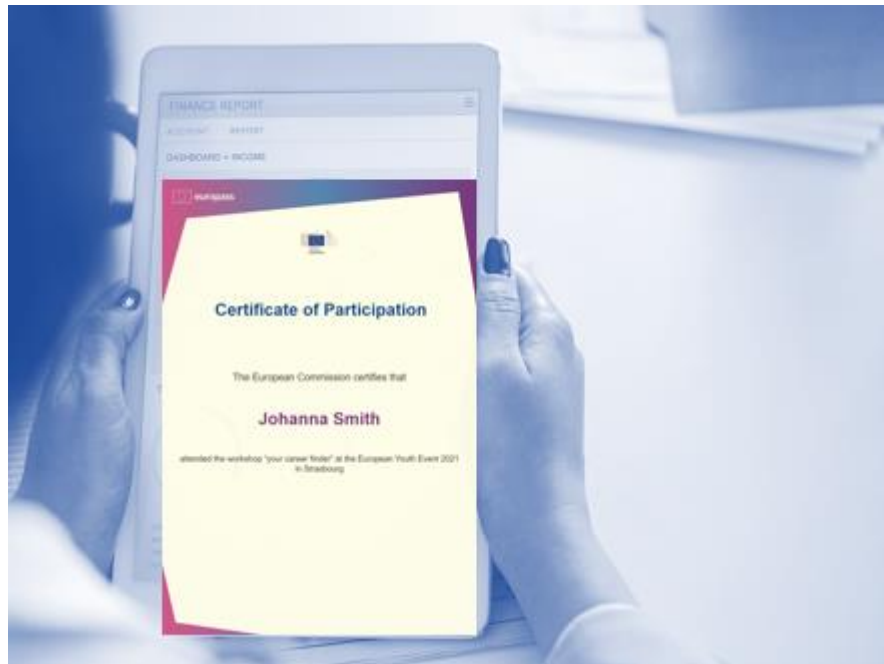 FINANCE REPORT
ACCOUNT REPORT
DASHBOARD + INCOME
europass
Certificate of Participation
The European Commission certifies that
Johanna Smith
attended the workshop "your career finder" at the European Youth Event 2021
in Strasbourg